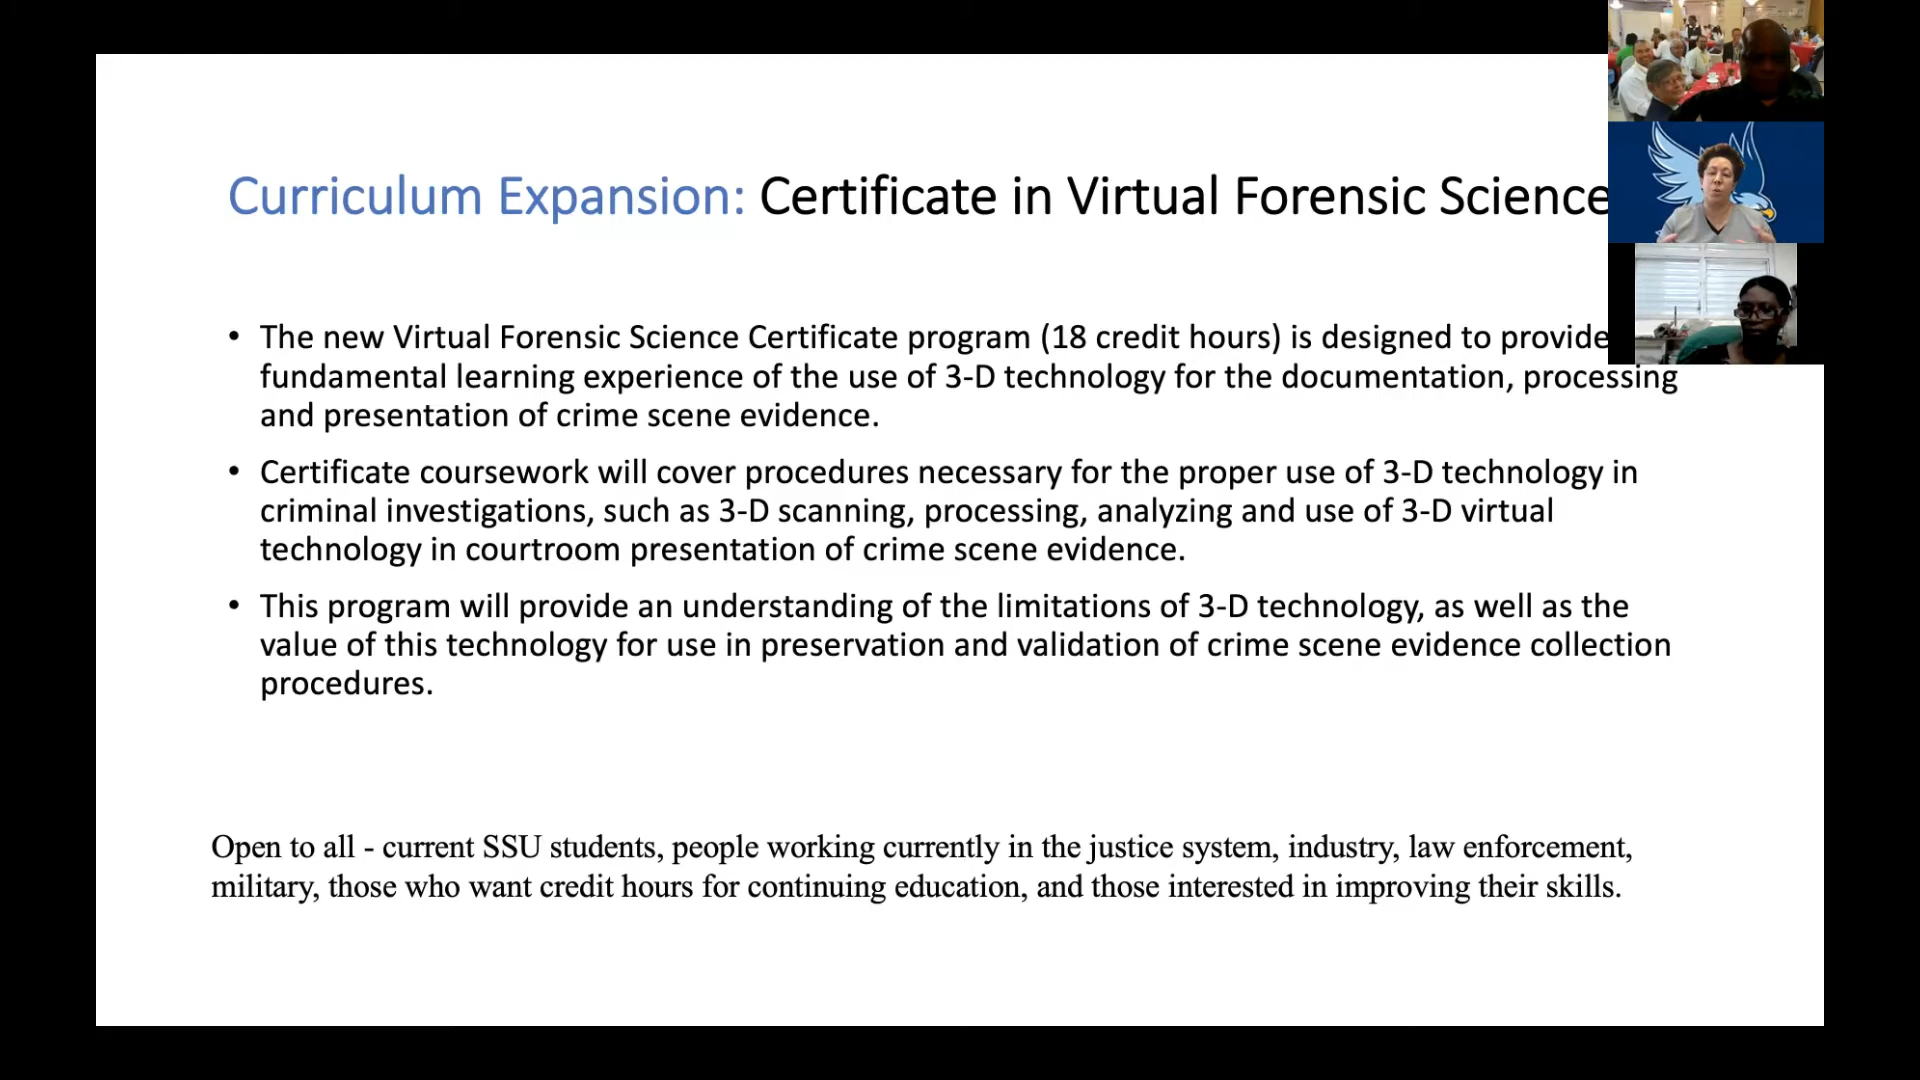 Curriculum Expansion: Certificate in Virtual Forensic Science
• The new Virtual Forensic Science Certificate program (18 credit hours) is designed to provide
fundamental learning experience of the use of 3-D technology for the documentation, processing
and presentation of crime scene evidence.
• Certificate coursework will cover procedures necessary for the proper use of 3-D technology in
criminal investigations, such as 3-D scanning, processing, analyzing and use of 3-D virtual
technology in courtroom presentation of crime scene evidence.
• This program will provide an understanding of the limitations of 3-D technology, as well as the
value of this technology for use in preservation and validation of crime scene evidence collection
procedures.
Open to all - current SSU students, people working currently in the justice system, industry, law enforcement,
military, those who want credit hours for continuing education, and those interested in improving their skills.